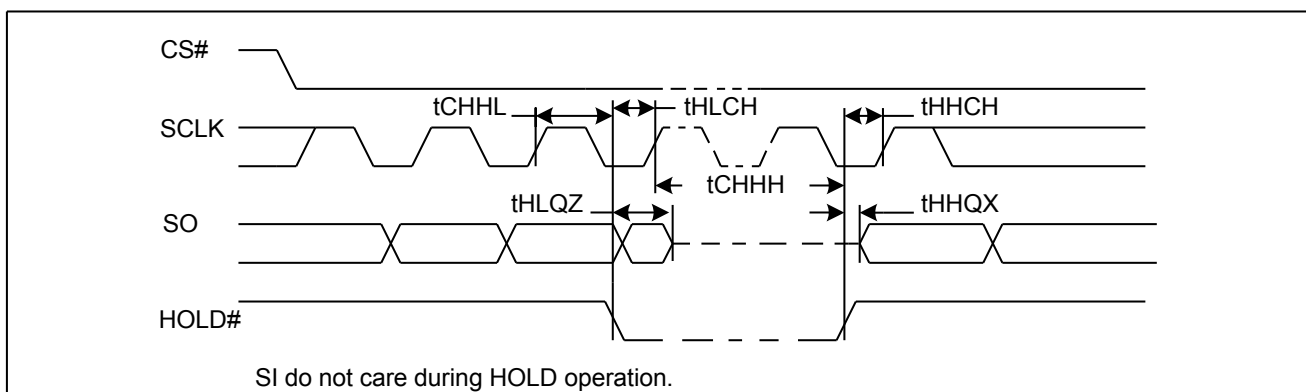 CS#
tCHHL
tHLCH
tHHCH
SCLK
tCHHH
tHLQZ
tHHQX
SO
HOLD#
SI do not care during HOLD operation.